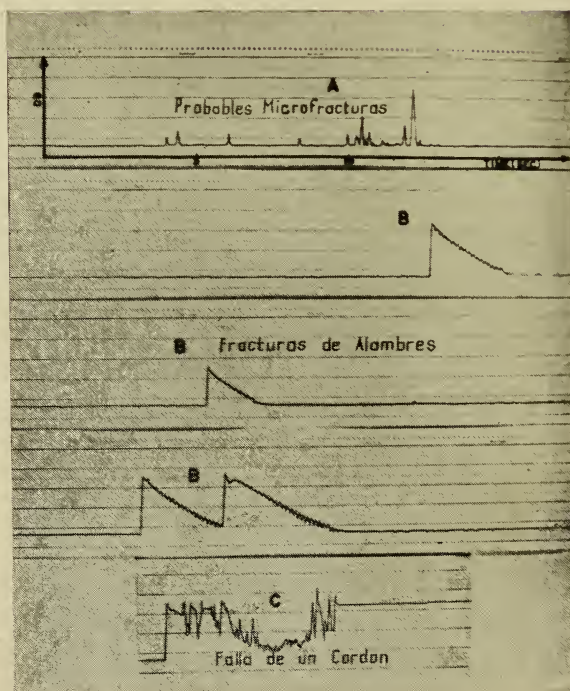 A
Probables Microfracturas
B
B Fracturas de Alambres
B
C
Falla de un Cordon